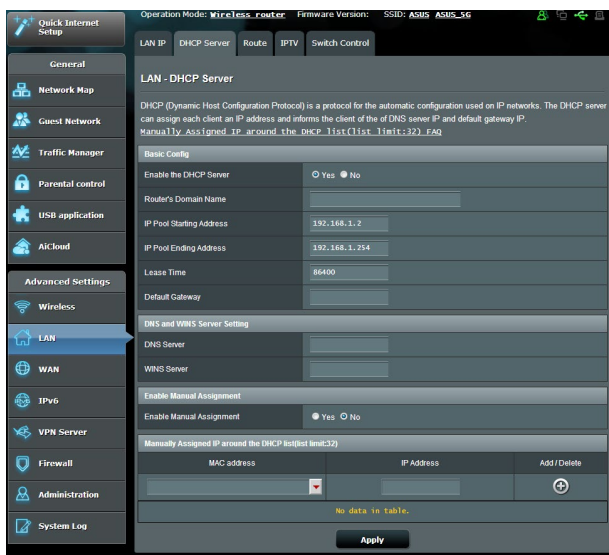 Quick Internet Setup
Operation Mode: Wireless router Firmware Version: SSID: ASUS ASUS_5G
LAN IP DHCP Server Route IPTV Switch Control
General
Network Map
Guest Network
Traffic Manager
Parental control
USB application
AiCloud
Advanced Settings
Wireless
LAN
WAN
IPv6
VPN Server
Firewall
Administration
System Log
LAN - DHCP Server
DHCP (Dynamic Host Configuration Protocol) is a protocol for the automatic configuration used on IP networks. The DHCP server
can assign each client an IP address and informs the client of the of DNS server IP and default gateway
IP.
Manually Assigned IP around the DHCP list(list limit:32) FAQ
Basic Config
Enable the DHCP Server Yes No
Router's Domain Name
IP Pool Starting Address 192.168.1.2
IP Pool Ending Address 192.168.1.254
Lease Time 86400
Default Gateway
DNS and WINS Server Setting
DNS Server
WINS Server
Enable Manual Assignment
Enable Manual Assignment Yes No
Manually Assigned IP around the DHCP list(list limit:32)
MAC address IP Address Add / Delete
No data in table.
Apply